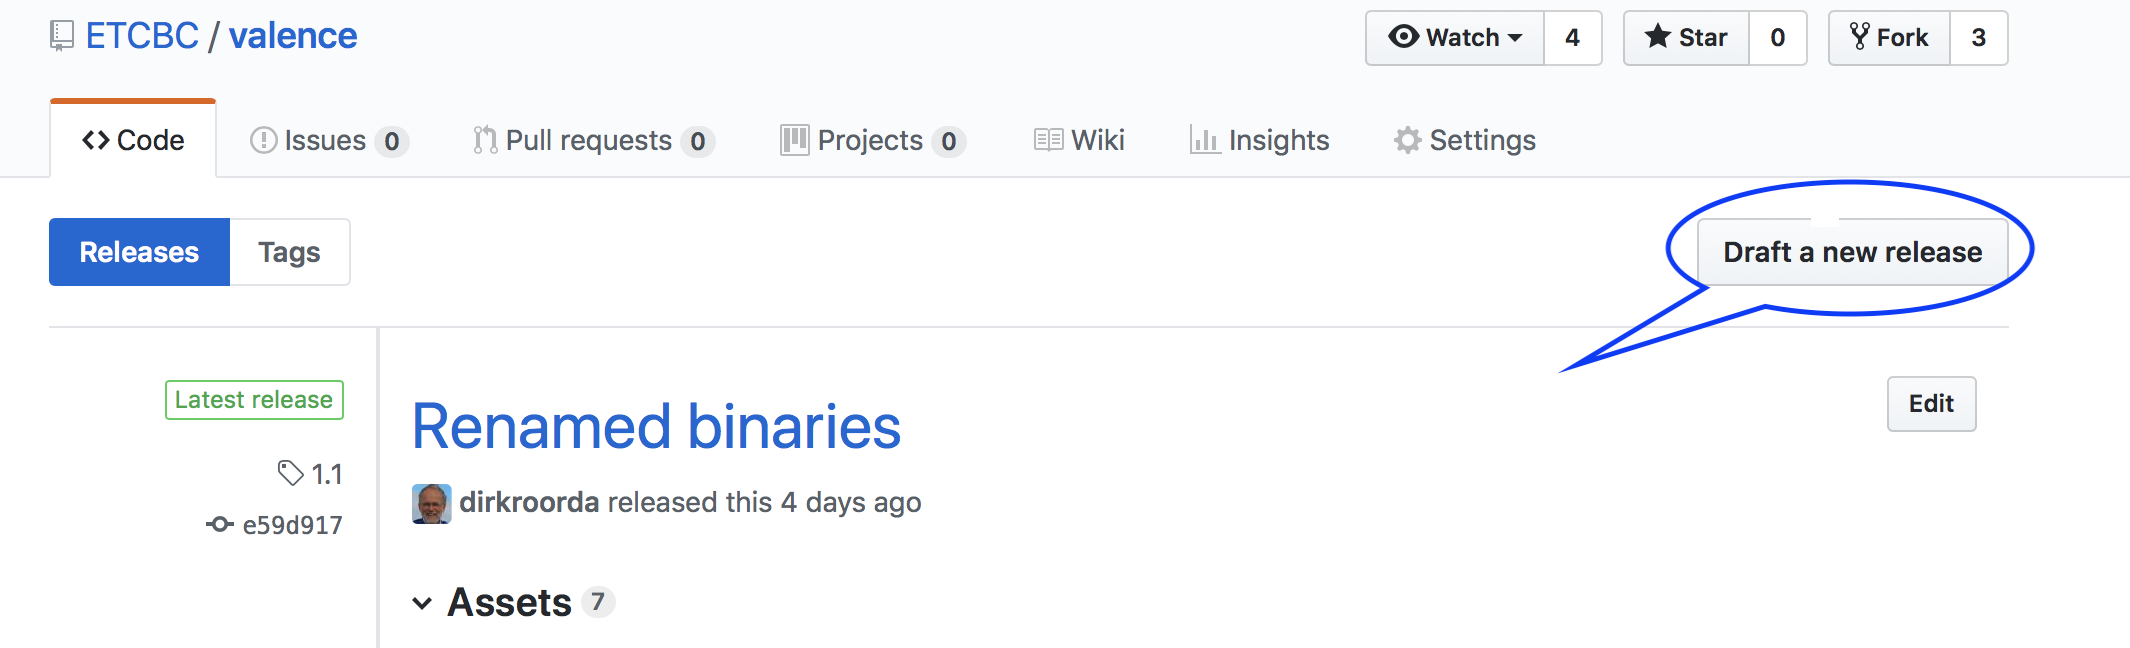 ETCBC / valence
Watch 4 Star 0 Fork 3
Code Issues 0 Pull requests 0 Projects 0 Wiki Insights Settings
Releases Tags Draft a new release
Latest release
1.1
e59d917
Renamed binaries
Edit
dirkroorda released this 4 days ago
Assets 7